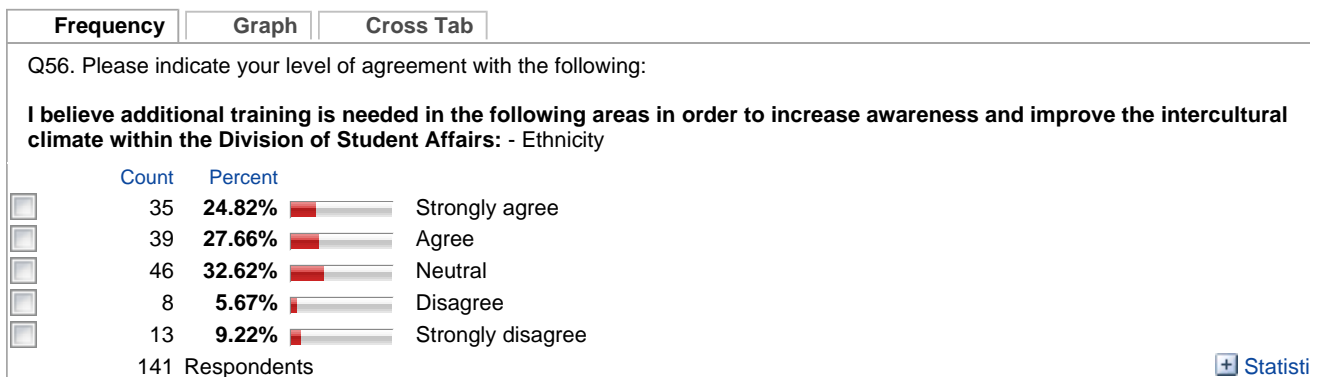 Frequency Graph Cross Tab
Q56. Please indicate your level of agreement with the following:
I believe additional training is needed in the following areas in order to increase awareness and improve the intercultural
climate within the Division of Student Affairs: - Ethnicity
Count Percent
35 24.82% Strongly agree
39 27.66% Agree
46 32.62% Neutral
8 5.67% Disagree
13 9.22% Strongly disagree
141 Respondents Statisti